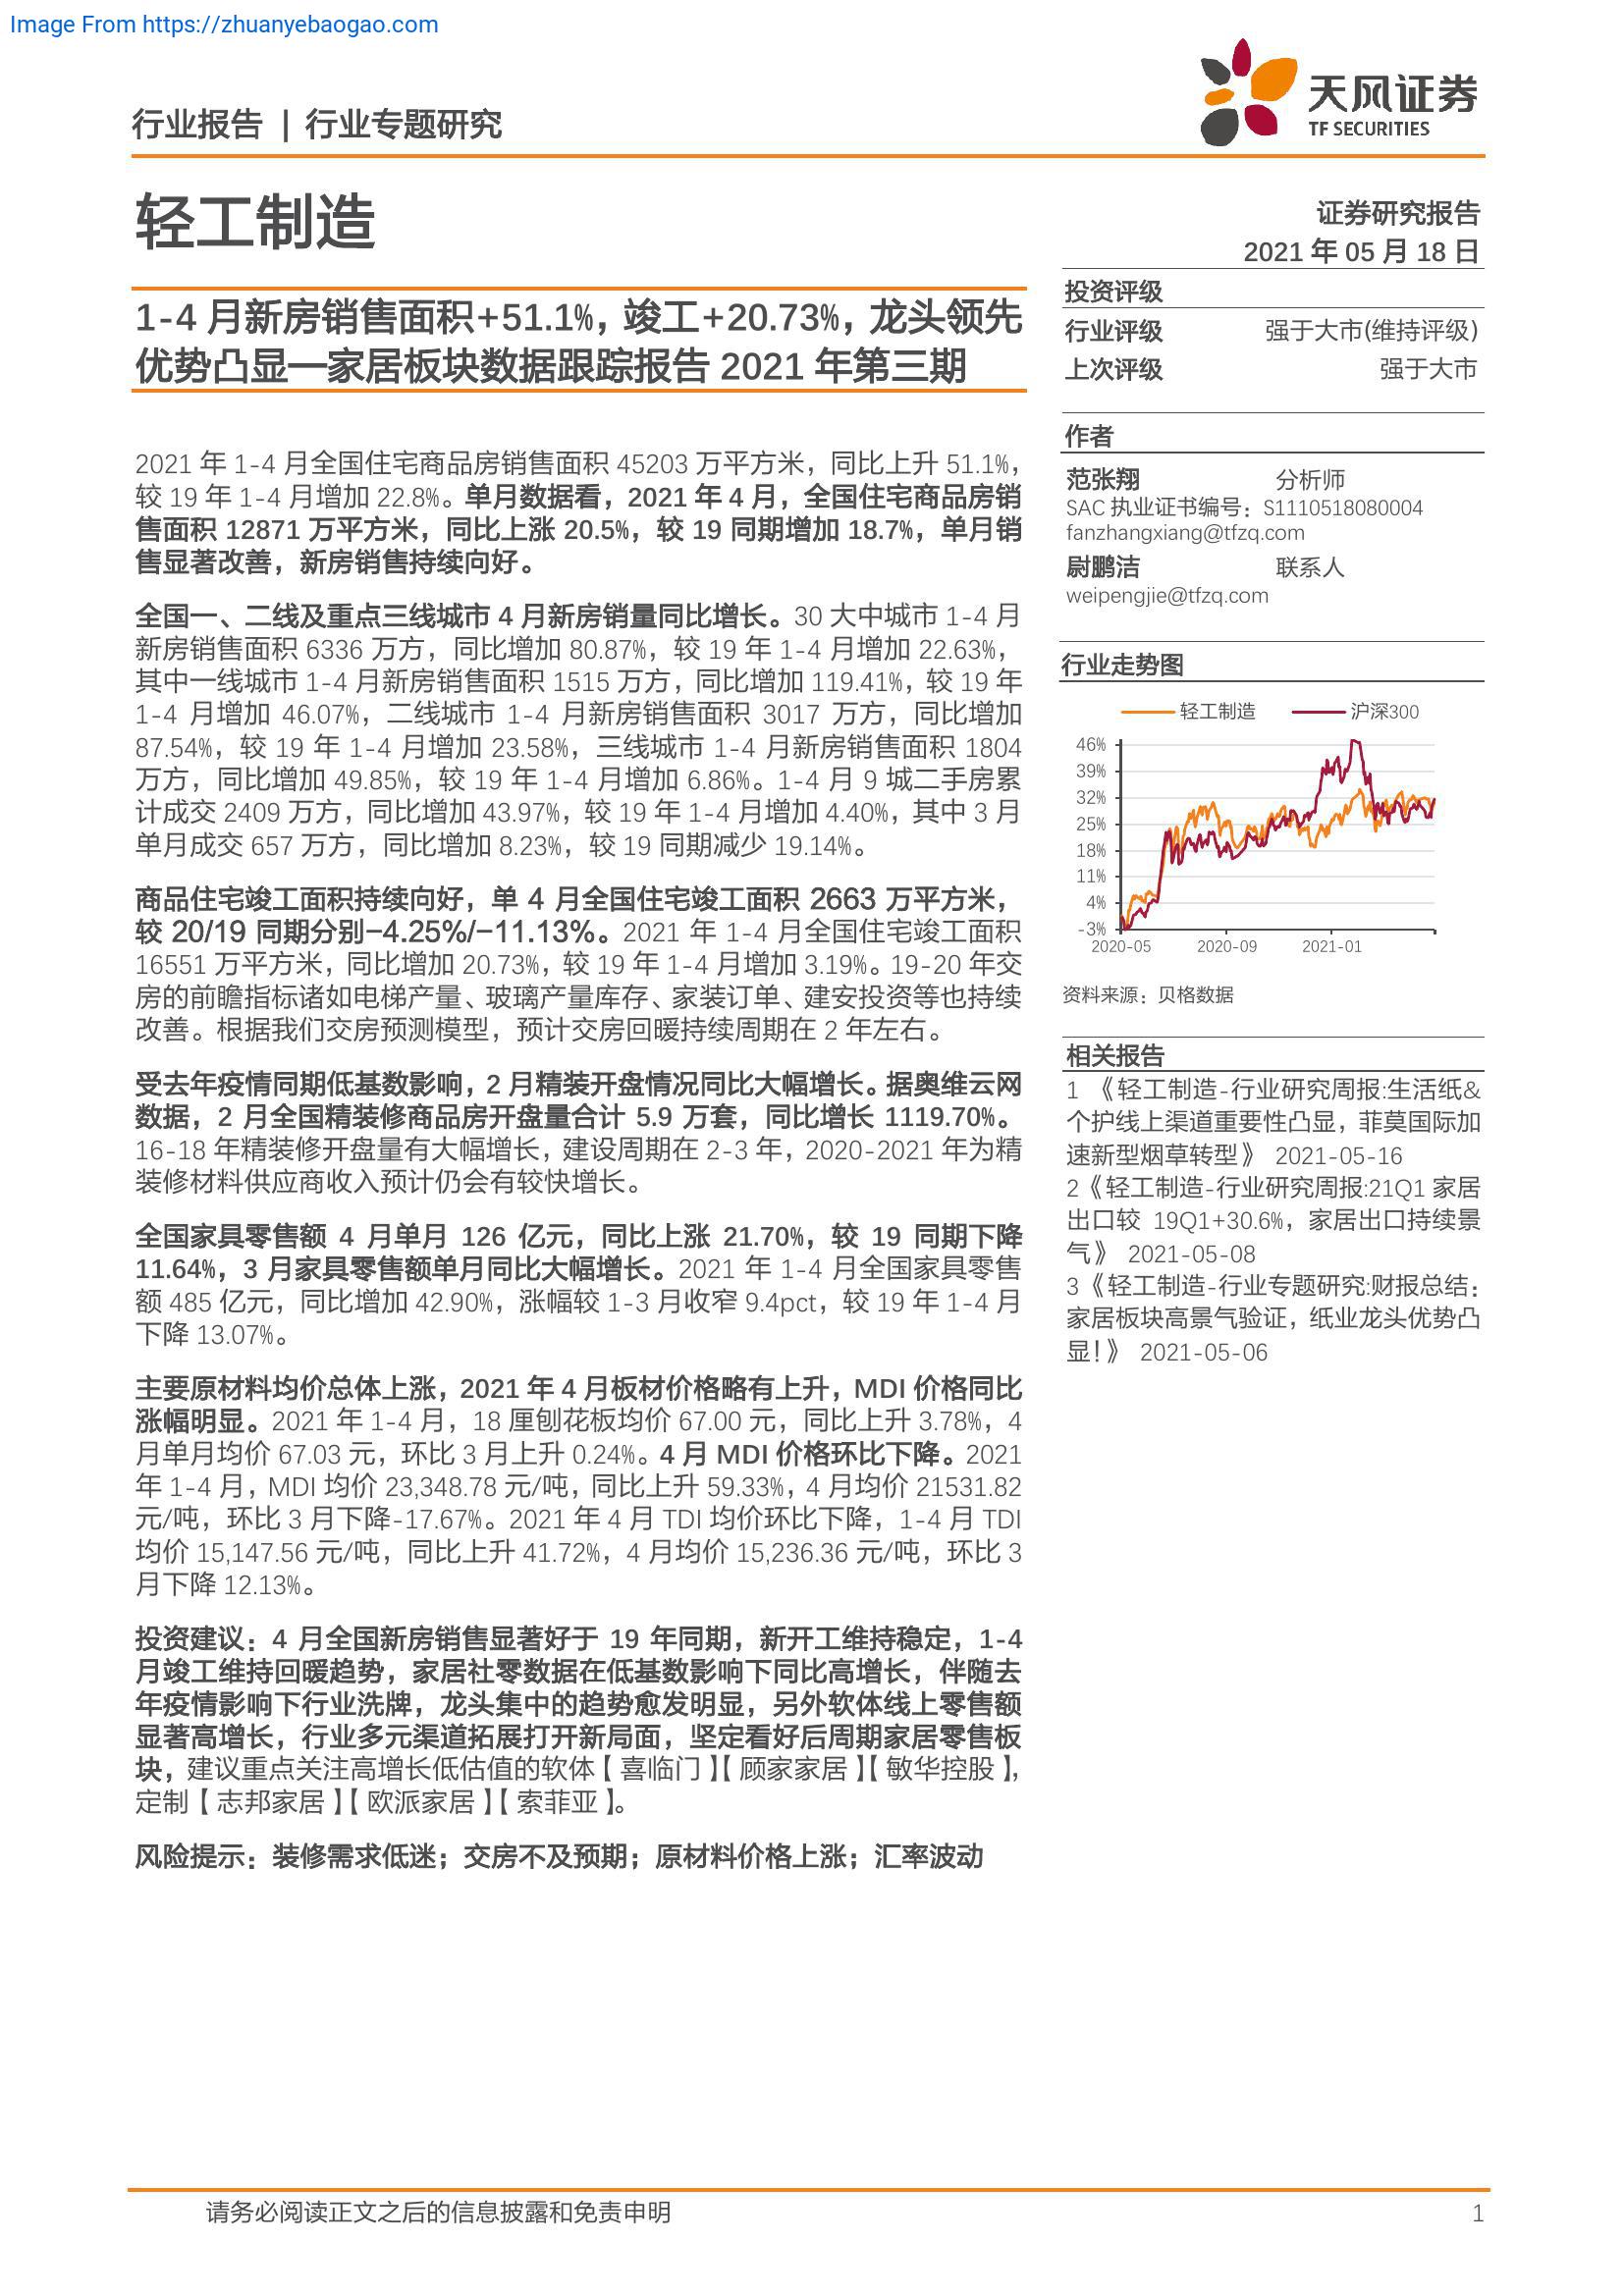 Image From https://zhuanyebaogao.com
行业报告 | 行业专题研究
天风证券
TF SECURITIES
轻工制造
证券研究报告
2021 年 05 月 18 日
1-4 月新房销售面积+51.1%，竣工+20.73%，龙头领先
优势凸显—家居板块数据跟踪报告 2021 年第三期
2021 年 1-4 月全国住宅商品房销售面积 45203 万平方米，同比上升 51.1%，
较 19 年 1-4 月增加 22.8%。单月数据看，2021 年 4 月，全国住宅商品房销
售面积 12871 万平方米，同比上涨 20.5%，较 19 同期增加 18.7%，单月销
售显著改善，新房销售持续向好。
全国一、二线及重点三线城市 4 月新房销量同比增长。30 大中城市 1-4 月
新房销售面积 6336 万方，同比增加 80.87%，较 19 年 1-4 月增加 22.63%，
其中一线城市 1-4 月新房销售面积 1515 万方，同比增加 119.41%，较 19 年
1-4 月增加 46.07%，二线城市 1-4 月新房销售面积 3017 万方，同比增加
87.54%，较 19 年 1-4 月增加 23.58%，三线城市 1-4 月新房销售面积 1804
万方，同比增加 49.85%，较 19 年 1-4 月增加 6.86%。1-4 月 9 城二手房累
计成交 2409 万方，同比增加 43.97%，较 19 年 1-4 月增加 4.40%，其中 3 月
单月成交 657 万方，同比增加 8.23%，较 19 同期减少 19.14%。
商品住宅竣工面积持续向好，单 4 月全国住宅竣工面积 2663 万平方米，
较 20/19 同期分别-4.25%/-11.13%。2021 年 1-4 月全国住宅竣工面积
16551 万平方米，同比增加 20.73%，较 19 年 1-4 月增加 3.19%。19-20 年交
房的前瞻指标诸如电梯产量、玻璃产量库存、家装订单、建安投资等也持续
改善。根据我们交房预测模型，预计交房回暖持续周期在 2 年左右。
受去年疫情同期低基数影响，2 月精装开盘情况同比大幅增长。据奥维云网
数据，2 月全国精装修商品房开盘量合计 5.9 万套，同比增长 1119.70%。
16-18 年精装修开盘量有大幅增长，建设周期在 2-3 年，2020-2021 年为精
装修材料供应商收入预计仍会有较快增长。
全国家具零售额 4 月单月 126 亿元，同比上涨 21.70%，较 19 同期下降
11.64%，3 月家具零售额单月同比大幅增长。2021 年 1-4 月全国家具零售
额 485 亿元，同比增加 42.90%，涨幅较 1-3 月收窄 9.4pct，较 19 年 1-4 月
下降 13.07%。
主要原材料均价总体上涨，2021 年 4 月板材价格略有上升，MDI 价格同比
涨幅明显。2021 年 1-4 月，18 厘刨花板均价 67.00 元，同比上升 3.78%，4
月单月均价 67.03 元，环比 3 月上升 0.24%。4 月 MDI 价格环比下降。2021
年 1-4 月，MDI 均价 23,348.78 元/吨，同比上升 59.33%，4 月均价 21531.82
元/吨，环比 3 月下降-17.67%。2021 年 4 月 TDI 均价环比下降，1-4 月 TDI
均价 15,147.56 元/吨，同比上升 41.72%，4 月均价 15,236.36 元/吨，环比 3
月下降 12.13%。
投资建议：4 月全国新房销售显著好于 19 年同期，新开工维持稳定，1-4
月竣工维持回暖趋势，家居社零数据在低基数影响下同比高增长，伴随去
年疫情影响下行业洗牌，龙头集中的趋势愈发明显，另外软体线上零售额
显著高增长，行业多元渠道拓展打开新局面，坚定看好后周期家居零售板
块，建议重点关注高增长低估值的软体【喜临门】【顾家家居】【敏华控股】，
定制【志邦家居】【欧派家居】【索菲亚】。
风险提示：装修需求低迷；交房不及预期；原材料价格上涨；汇率波动
投资评级
行业评级 强于大市(维持评级)
上次评级 强于大市
作者
范张翔 分析师
SAC 执业证书编号：S1110518080004
fanzhangxiang@tfzq.com
尉鹏洁 联系人
weipengjie@tfzq.com
行业走势图
轻工制造 沪深300
46%
39%
32%
25%
18%
11%
4%
-3%
2020-05 2020-09 2021-01
资料来源：贝格数据
相关报告
1 《轻工制造-行业研究周报:生活纸&
个护线上渠道重要性凸显，菲莫国际加
速新型烟草转型》 2021-05-16
2《轻工制造-行业研究周报:21Q1 家居
出口较 19Q1+30.6%，家居出口持续景
气》 2021-05-08
3《轻工制造-行业专题研究:财报总结：
家居板块高景气验证，纸业龙头优势凸
显！》 2021-05-06
请务必阅读正文之后的信息披露和免责申明 1